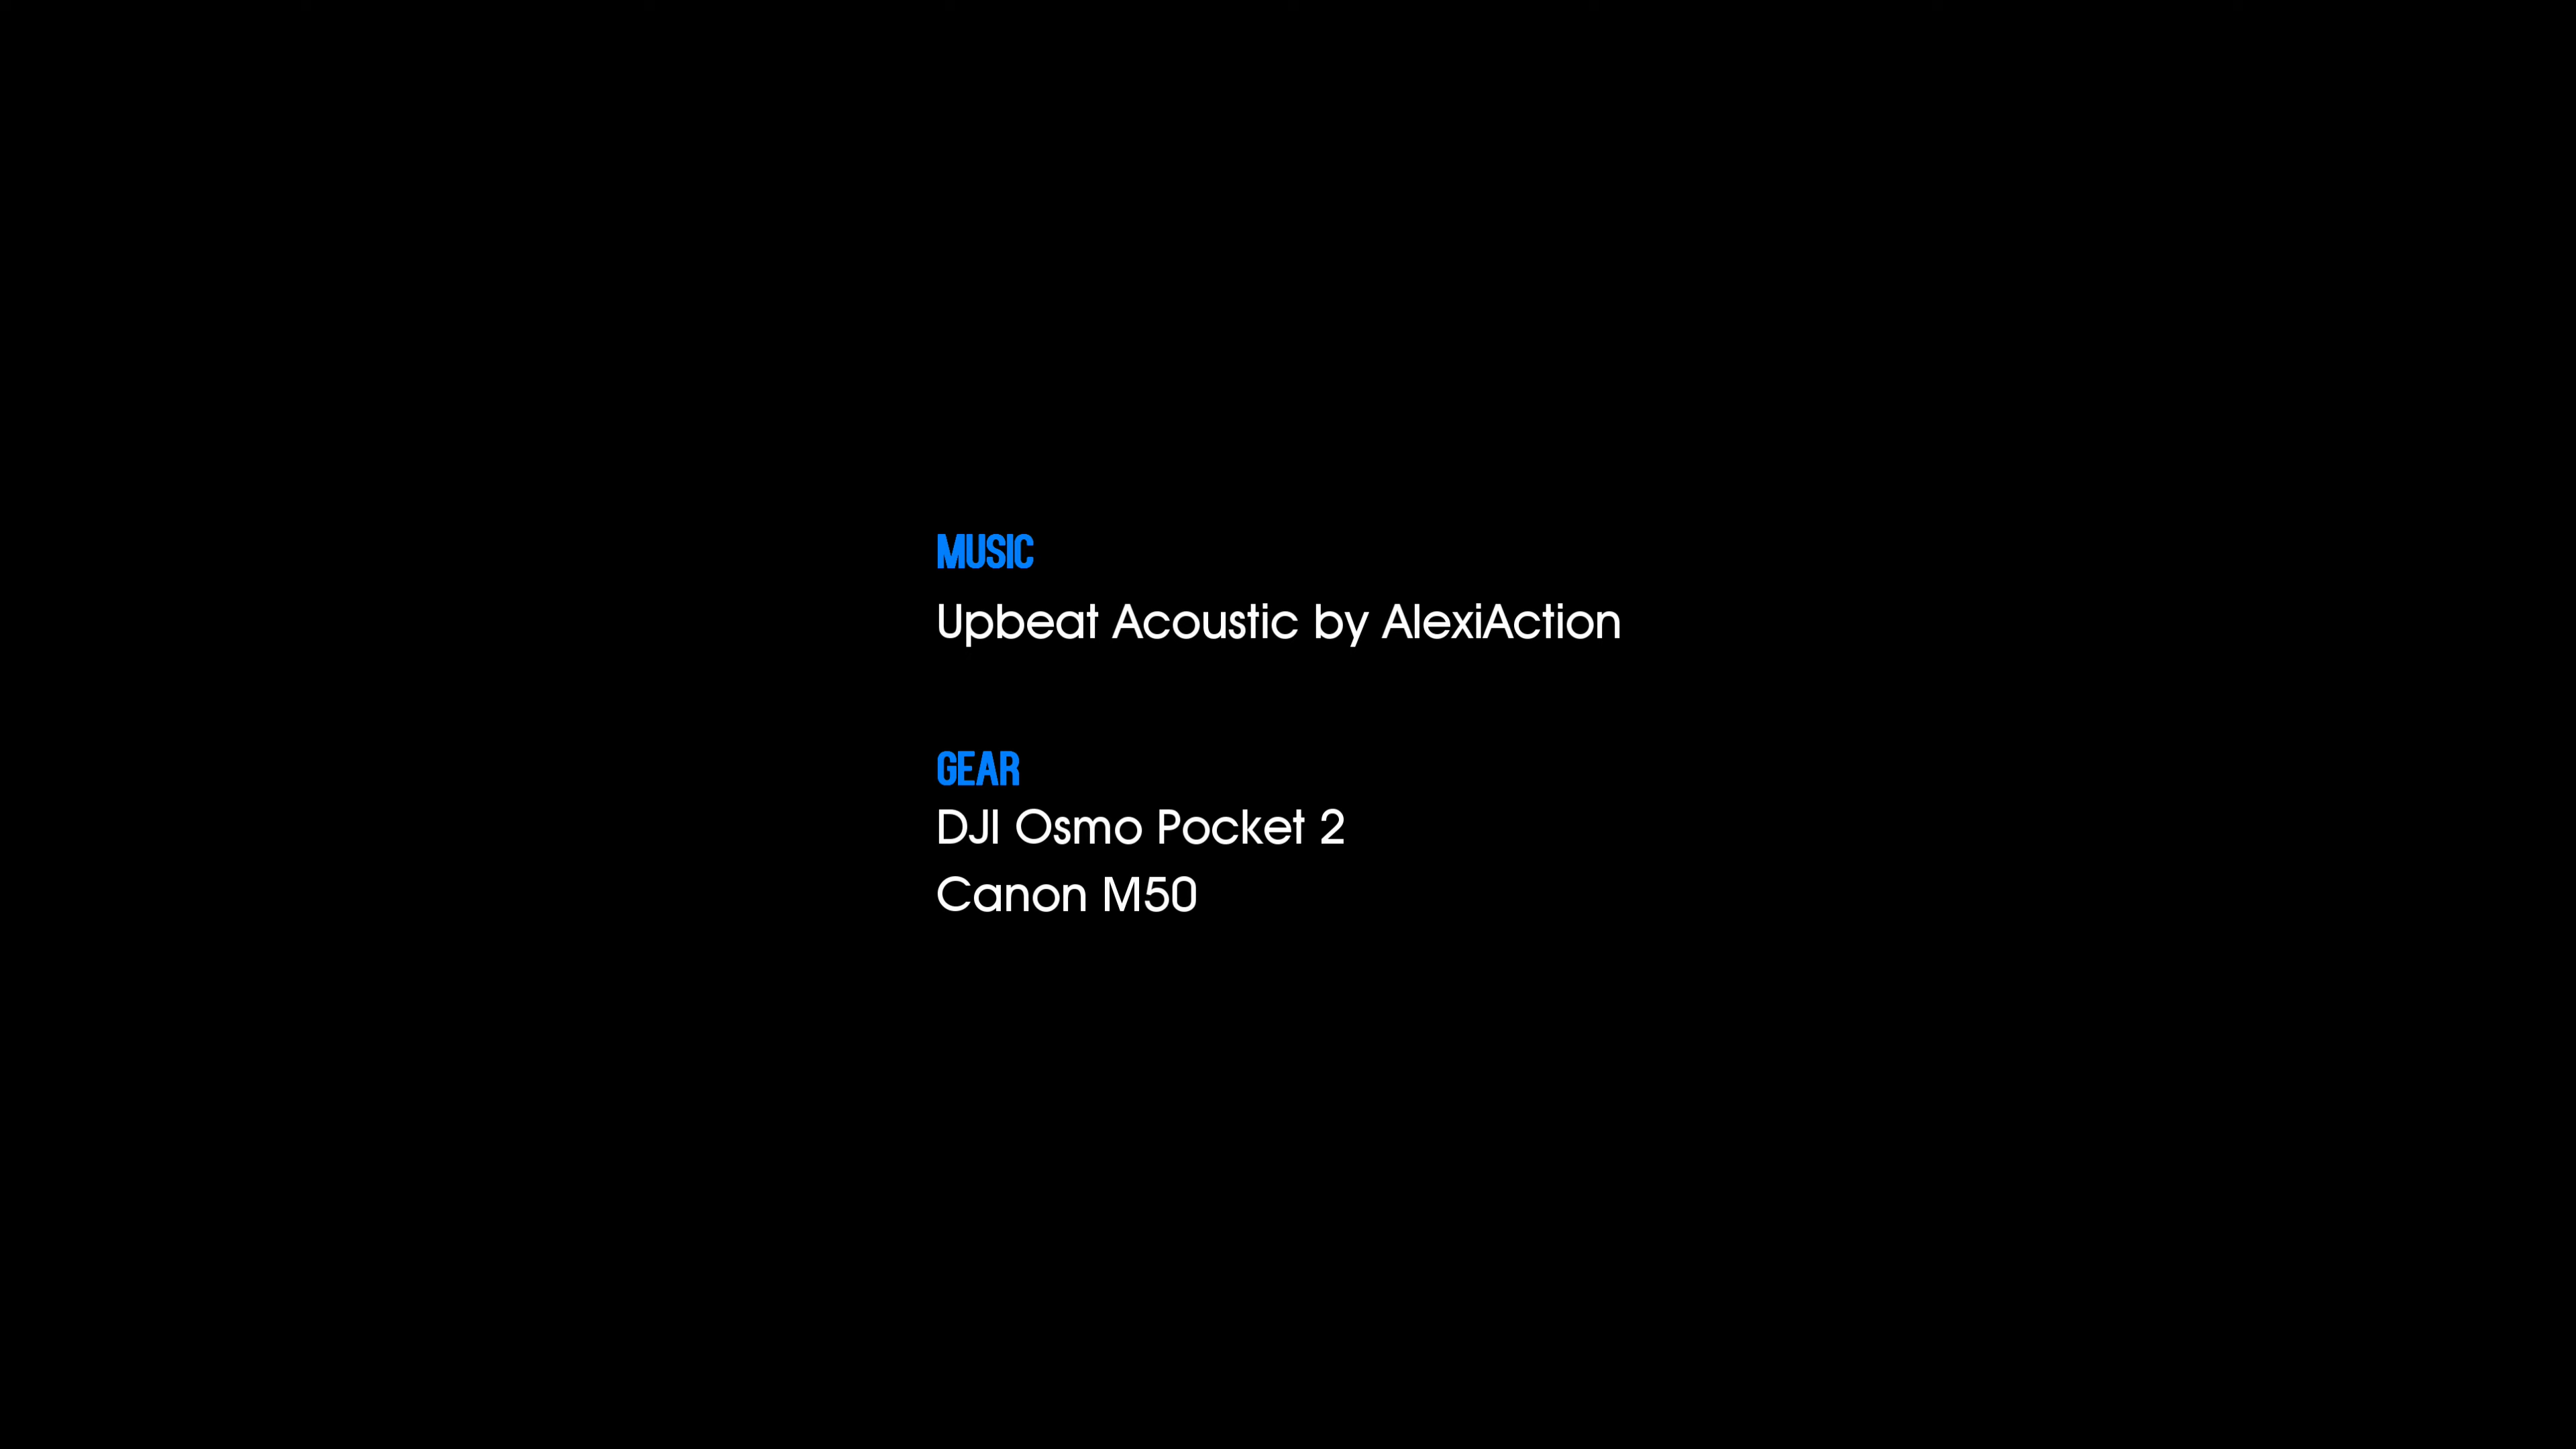 MUSIC
Upbeat Acoustic by AlexiAction
GEAR
DJI Osmo Pocket 2
Canon M50